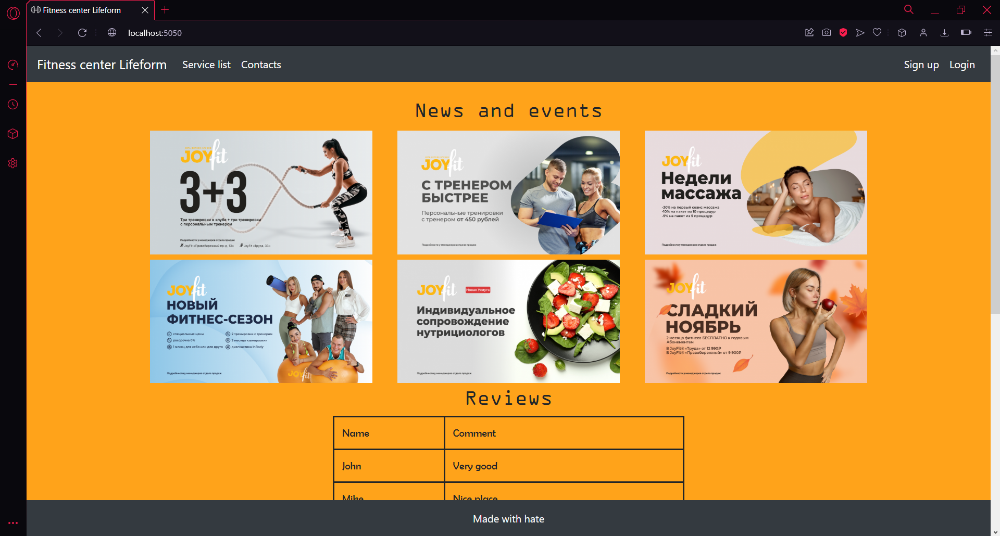 Fitness center Lifeform
localhost:5050
Fitness center Lifeform
Service list
Contacts
Sign up
Login
News and events
JOYfit
3+3
Три тренировки в клубе + три тренировки
с персональным тренером
Подробности у менеджеров отдела продаж
JoyFit «Правобережный пр-д, 13»
JoyFit «Труда, 33»
JOYfit
С ТРЕНЕРОМ
БЫСТРЕЕ
Персональные тренировки
с тренером от 450 рублей
Подробности у менеджеров отдела продаж
JOYfit
Недели
массажа
-30% на первый сеанс массажа
-10% на пакет из 10 процедур
-5% на пакет из 5 процедур
Подробности у менеджеров отдела продаж
JOYfit
НОВЫЙ
ФИТНЕС-СЕЗОН
специальные цены
2 тренировки с тренером
рассрочка 0%
2 месяца «заморозки»
1 месяц для себя или для друга
диагностика InBody
Подробности у менеджеров отдела продаж
JOYfit
JOYfit
Новая Услуга
Индивидуальное
сопровождение
нутрициологов
Подробности у менеджеров отдела продаж
JOYfit
СЛАДКИЙ
НОЯБРЬ
2 месяца фитнеса БЕСПЛАТНО к годовым
Абонементам
В JoyFit® «Труда» от 12 990₽
В JoyFit® «Правобережный» от 9 900₽
Подробности у менеджеров отдела продаж
Reviews
Name
Comment
John
Very good
Mike
Nice place
Made with hate